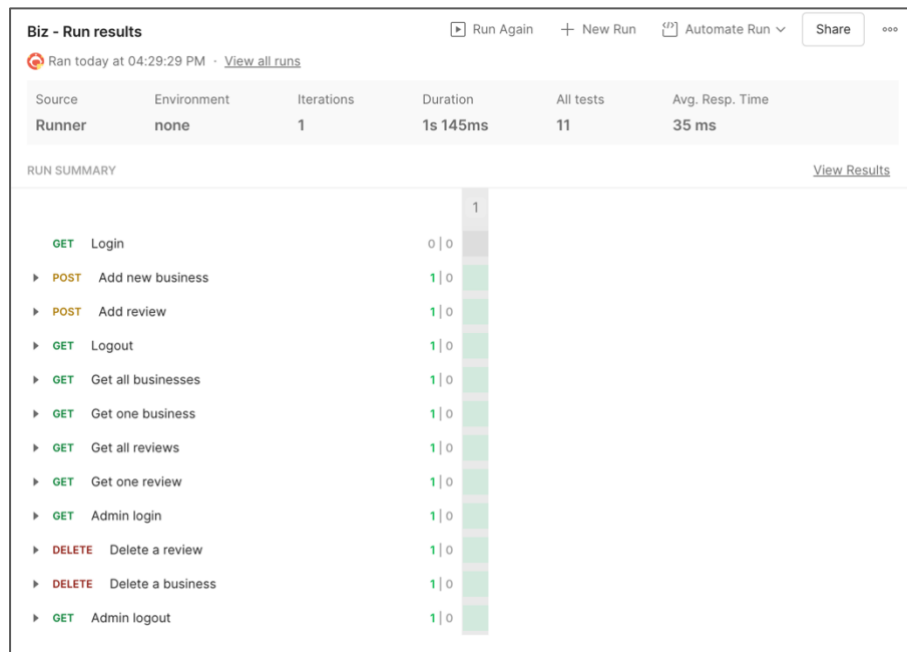 Biz - Run results Run Again New Run Automate Run Share
Ran today at 04:29:29 PM · View all runs
Source Environment Iterations Duration All tests Avg. Resp. Time
Runner none 1 1s 145ms 11 35 ms
RUN SUMMARY View Results
1
GET Login 0 | 0
POST Add new business 1 | 0
POST Add review 1 | 0
GET Logout 1 | 0
GET Get all businesses 1 | 0
GET Get one business 1 | 0
GET Get all reviews 1 | 0
GET Get one review 1 | 0
GET Admin login 1 | 0
DELETE Delete a review 1 | 0
DELETE Delete a business 1 | 0
GET Admin logout 1 | 0